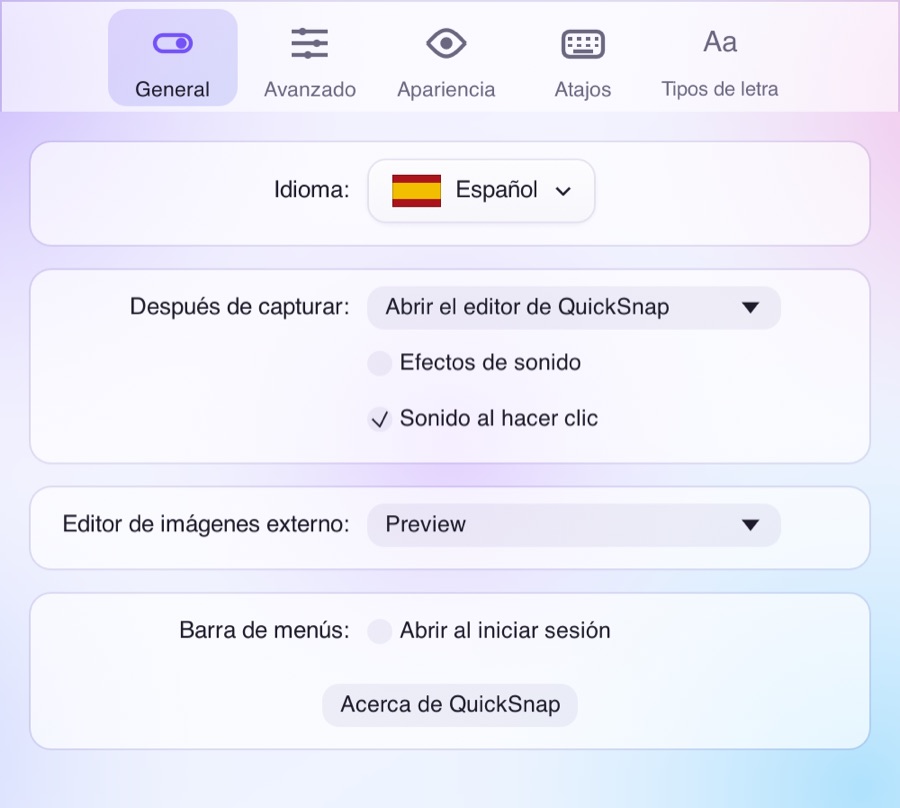 General
Avanzado
Apariencia
Atajos
Aa
Tipos de letra
Idioma:
Español
Después de capturar:
Abrir el editor de QuickSnap
Efectos de sonido
Sonido al hacer clic
Editor de imágenes externo:
Preview
Barra de menús:
Abrir al iniciar sesión
Acerca de QuickSnap